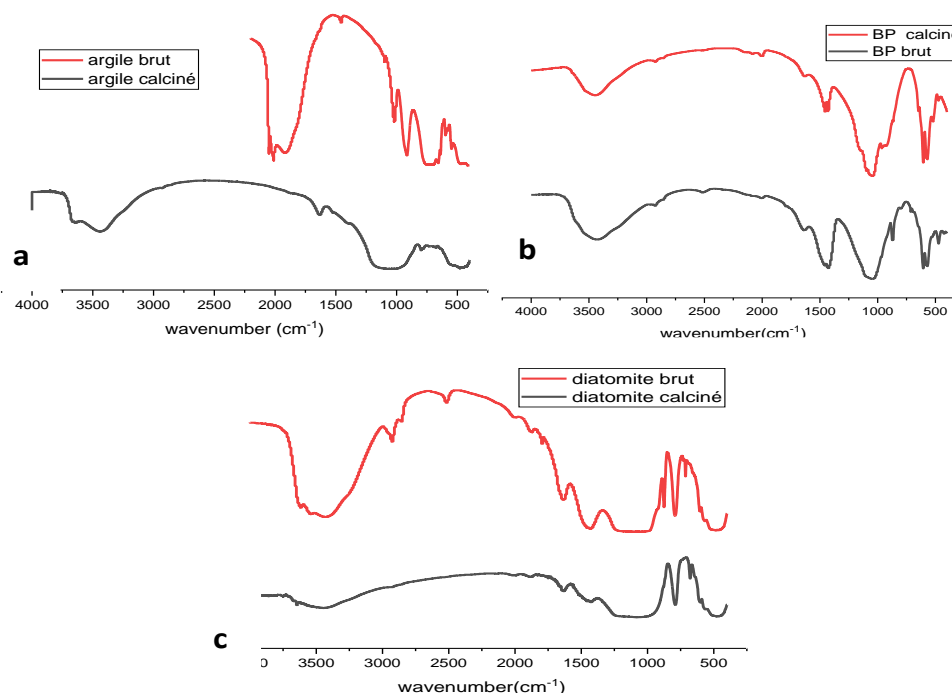 argile brut
argile calciné
a
4000 3500 3000 2500 2000 1500 1000 500
wavenumber (cm-1)
BP calcin
BP brut
b
4000 3500 3000 2500 2000 1500 1000 500
wavenumber(cm-1)
diatomite brut
diatomite calciné
c
0 3500 3000 2500 2000 1500 1000 500
wavenumber(cm-1)